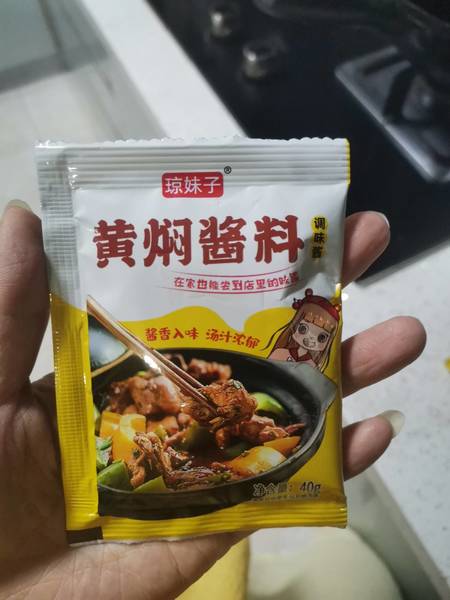 琼妹子®
黄焖酱料
调味酱
在家也能尝到店里的味道
酱香入味 汤汁浓郁
净含量：40g